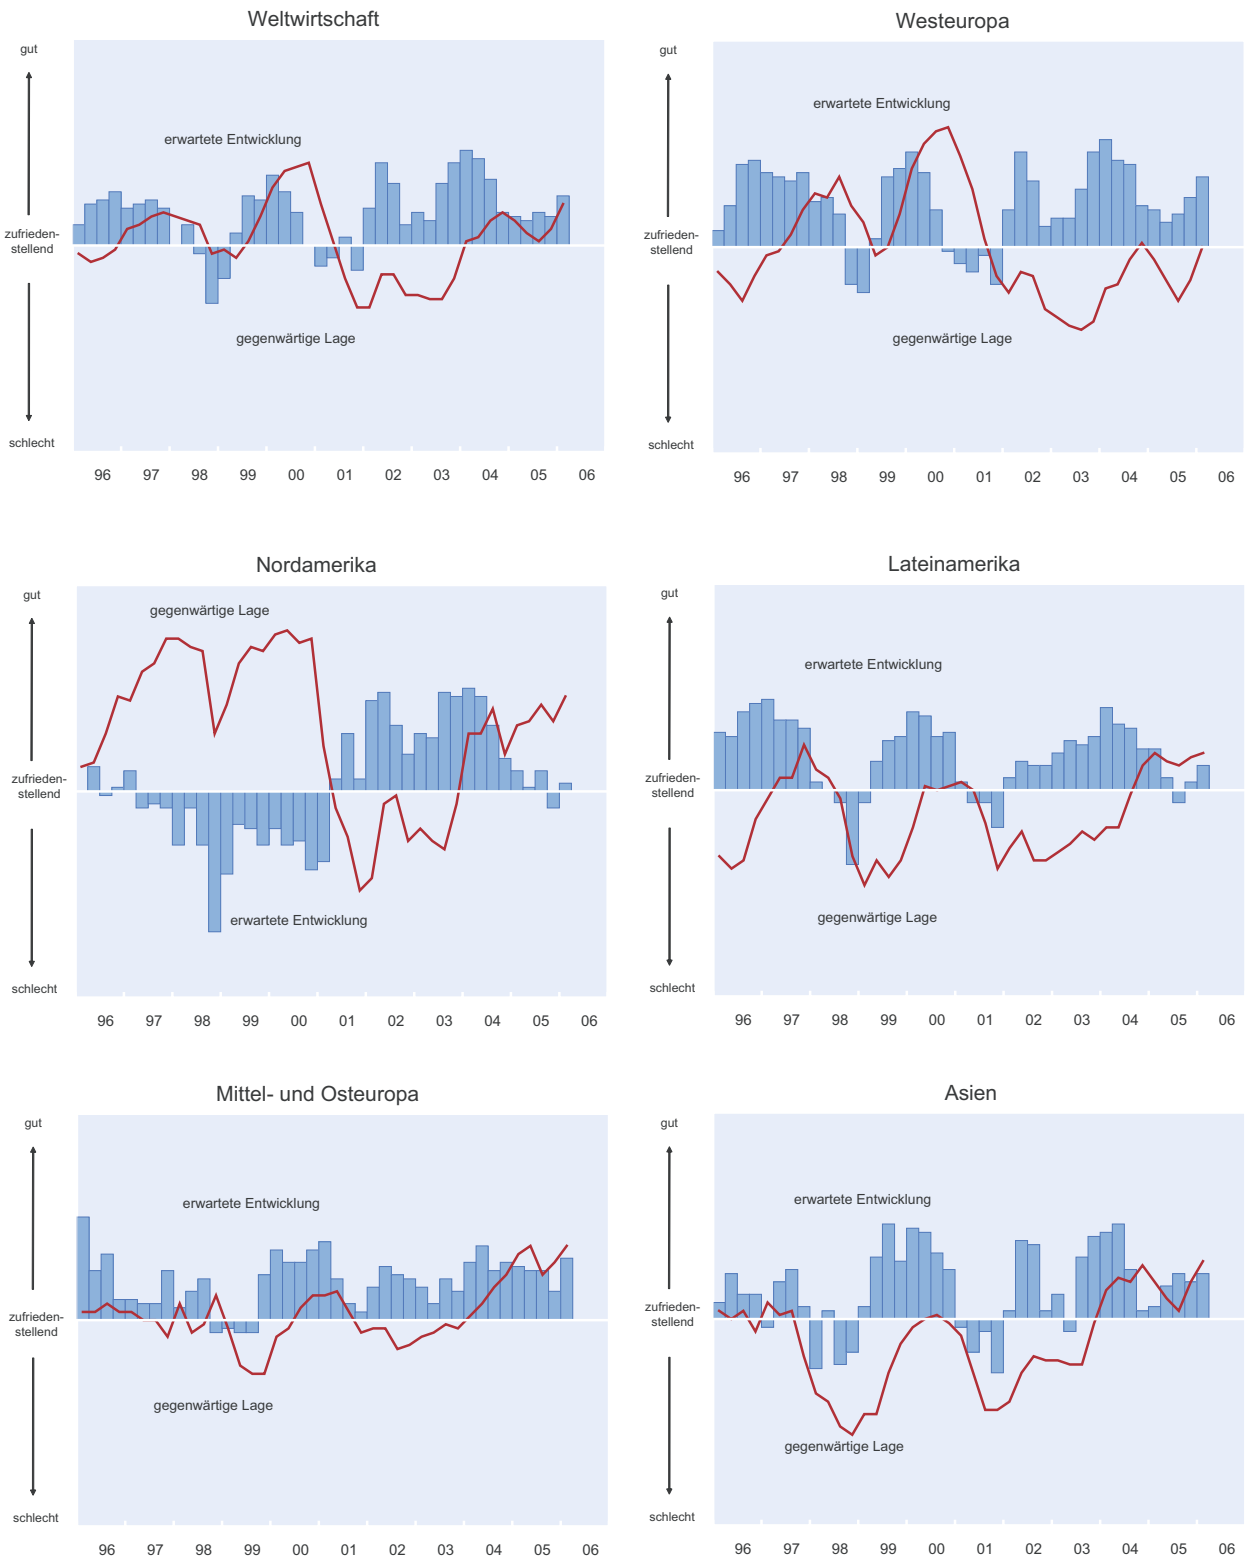 Weltwirtschaft
gut
erwartete Entwicklung
zufrieden-
stellend
gegenwärtige Lage
schlecht
96 97 98 99 00 01 02 03 04 05 06
Westeuropa
gut
erwartete Entwicklung
zufrieden-
stellend
gegenwärtige Lage
schlecht
96 97 98 99 00 01 02 03 04 05 06
Nordamerika
gut
gegenwärtige Lage
zufrieden-
stellend
erwartete Entwicklung
schlecht
96 97 98 99 00 01 02 03 04 05 06
Lateinamerika
gut
erwartete Entwicklung
zufrieden-
stellend
gegenwärtige Lage
schlecht
96 97 98 99 00 01 02 03 04 05 06
Mittel- und Osteuropa
gut
erwartete Entwicklung
zufrieden-
stellend
gegenwärtige Lage
schlecht
96 97 98 99 00 01 02 03 04 05 06
Asien
gut
erwartete Entwicklung
zufrieden-
stellend
gegenwärtige Lage
schlecht
96 97 98 99 00 01 02 03 04 05 06